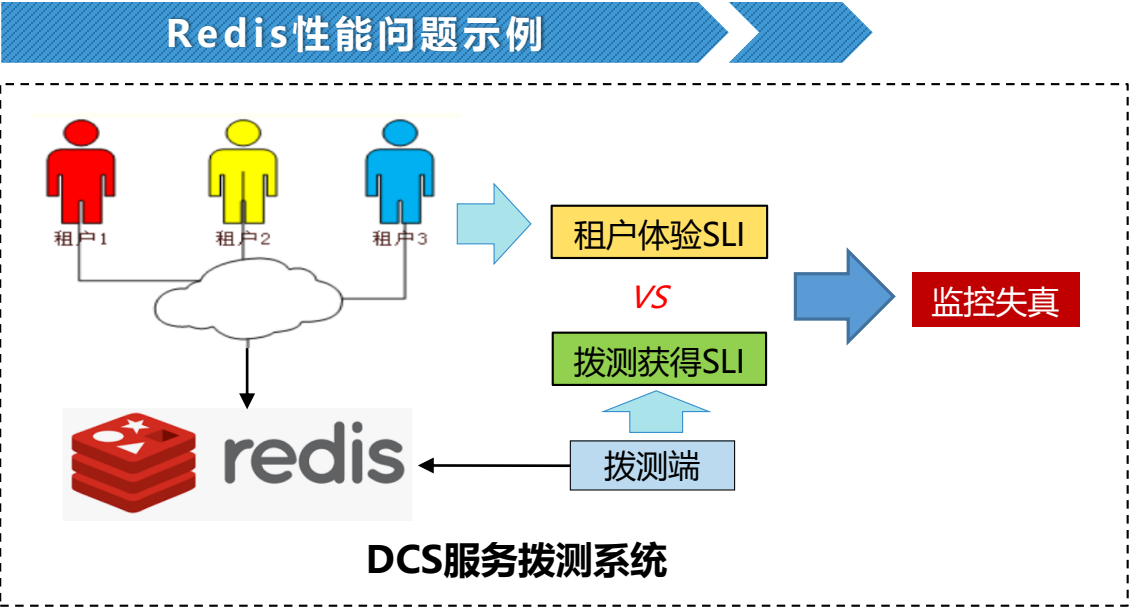 Redis性能问题示例
租户1
租户2
租户3
租户体验SLI
VS
监控失真
拨测获得SLI
redis
拨测端
DCS服务拨测系统